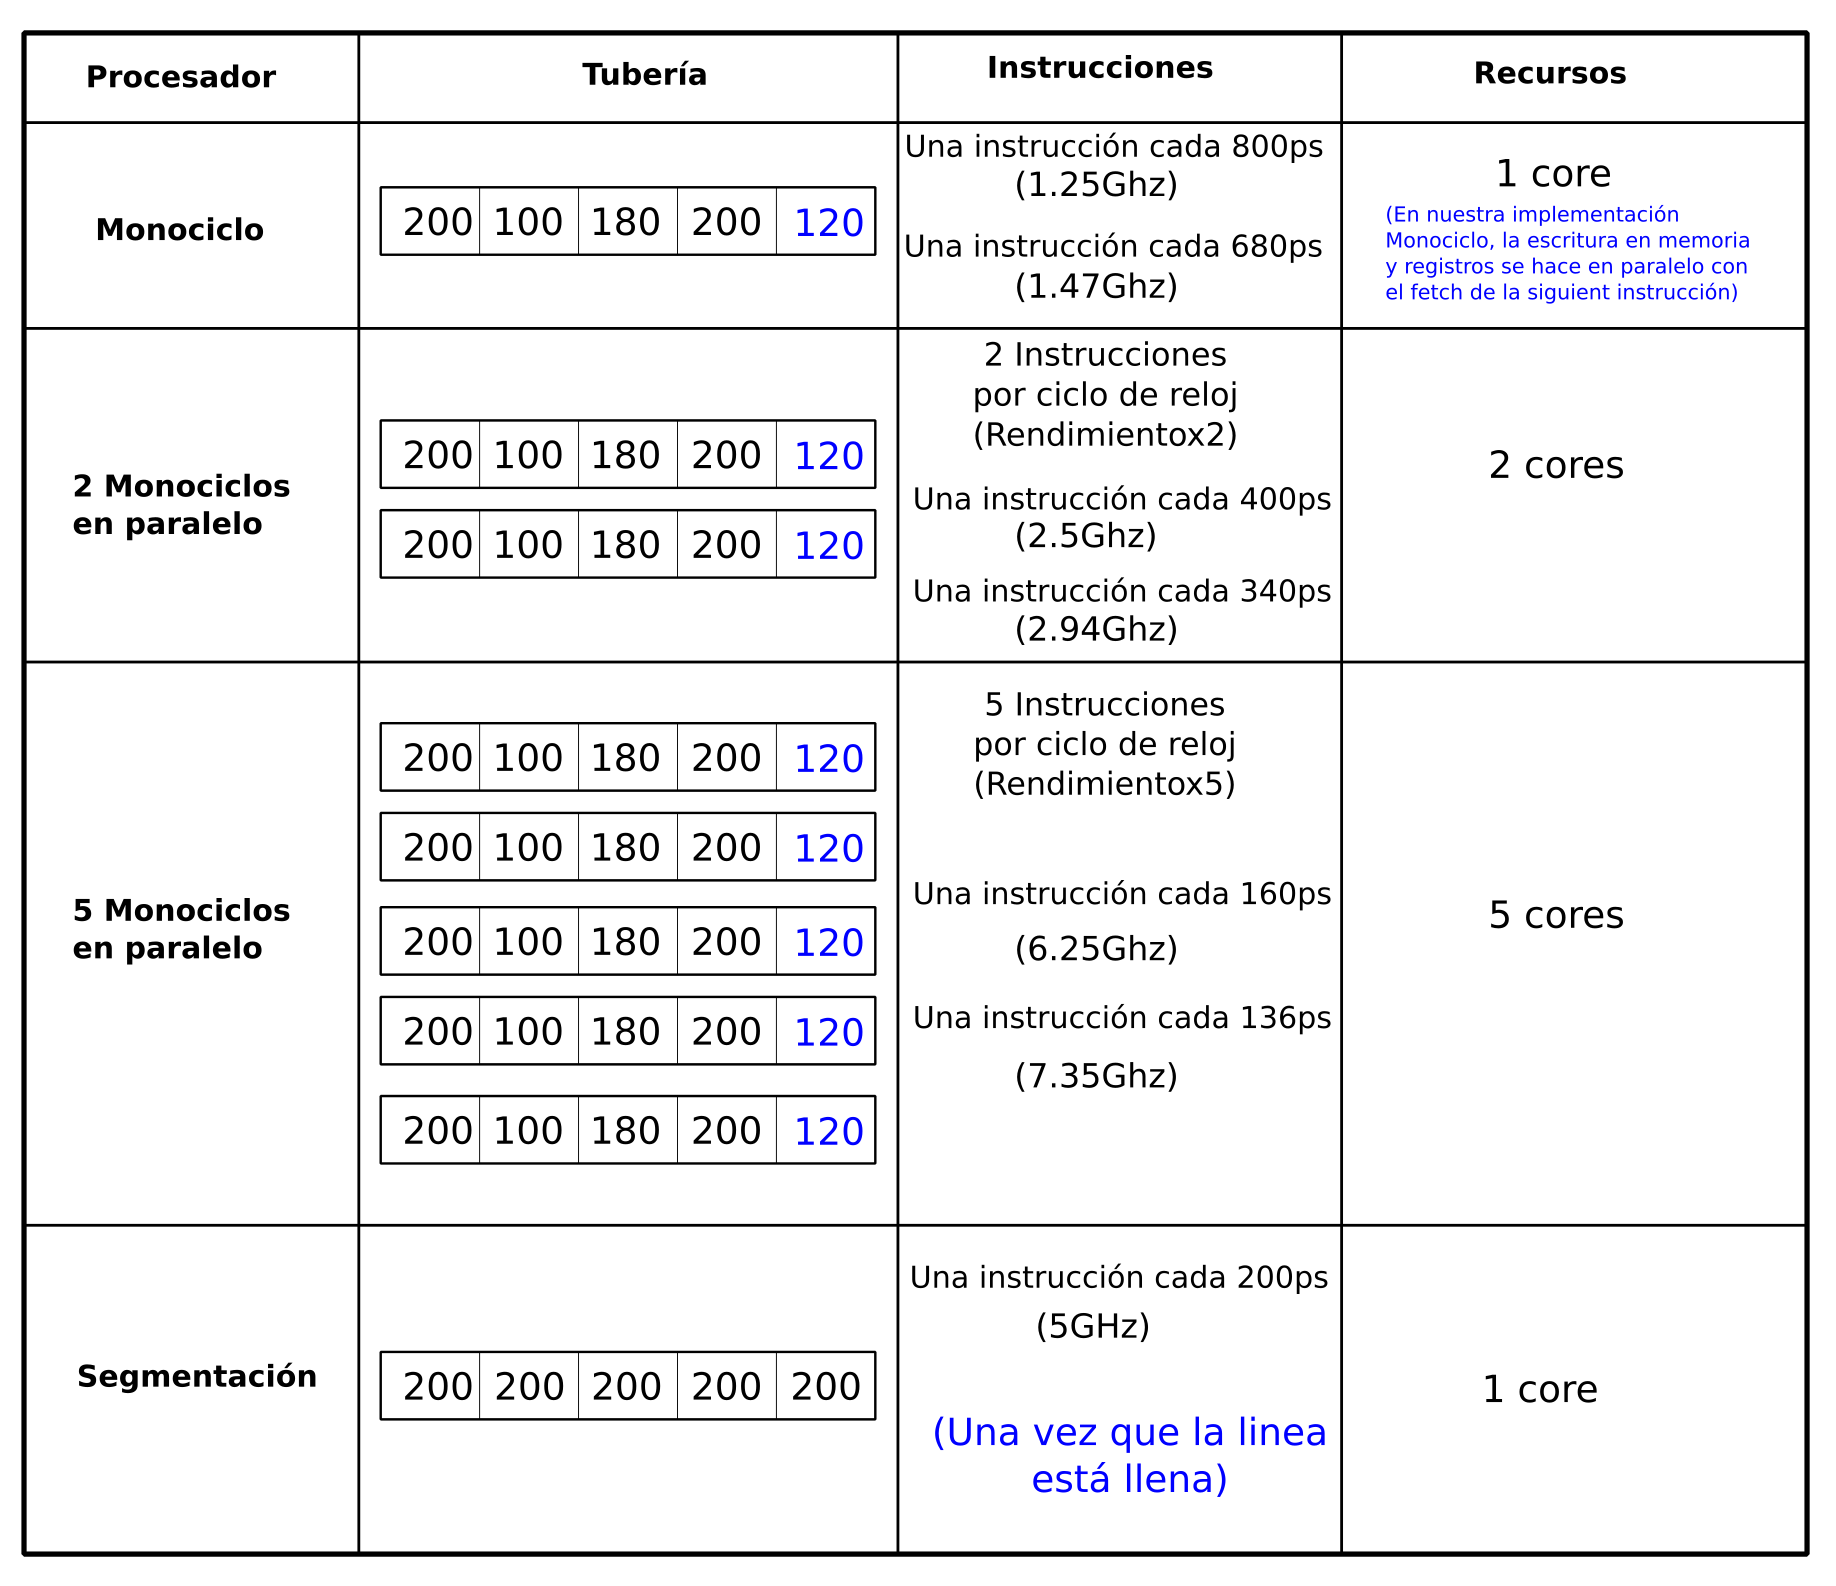 Procesador
Tubería
Instrucciones
Recursos
Monociclo
200 100 180 200 120
Una instrucción cada 800ps
(1.25Ghz)
Una instrucción cada 680ps
(1.47Ghz)
1 core
(En nuestra implementación
Monociclo, la escritura en memoria
y registros se hace en paralelo con
el fetch de la siguient instrucción)
2 Monociclos
en paralelo
200 100 180 200 120
200 100 180 200 120
2 Instrucciones
por ciclo de reloj
(Rendimientox2)
Una instrucción cada 400ps
(2.5Ghz)
Una instrucción cada 340ps
(2.94Ghz)
2 cores
5 Monociclos
en paralelo
200 100 180 200 120
200 100 180 200 120
200 100 180 200 120
200 100 180 200 120
200 100 180 200 120
5 Instrucciones
por ciclo de reloj
(Rendimientox5)
Una instrucción cada 160ps
(6.25Ghz)
Una instrucción cada 136ps
(7.35Ghz)
5 cores
Segmentación
200 200 200 200 200
Una instrucción cada 200ps
(5GHz)
(Una vez que la linea
está llena)
1 core